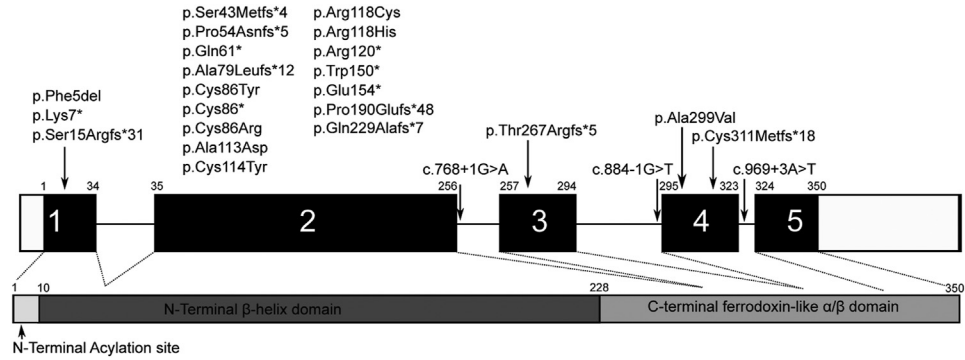 p.Ser43Metfs*4
p.Pro54Asnfs*5
p.Gln61*
p.Ala79Leufs*12
p.Cys86Tyr
p.Cys86*
p.Cys86Arg
p.Ala113Asp
p.Cys114Tyr
p.Arg118Cys
p.Arg118His
p.Arg120*
p.Trp150*
p.Glu154*
p.Pro190Glufs*48
p.Gln229Alafs*7
p.Phe5del
p.Lys7*
p.Ser15Argfs*31
p.Thr267Argfs*5
p.Ala299Val
p.Cys311Metfs*18
c.768+1G>A
c.884-1G>T
c.969+3A>T
1 34 35 256 257 294 295 323 324 350
1 2 3 4 5
1 10 228 350
N-Terminal β-helix domain
C-terminal ferrodoxin-like α/β domain
N-Terminal Acylation site